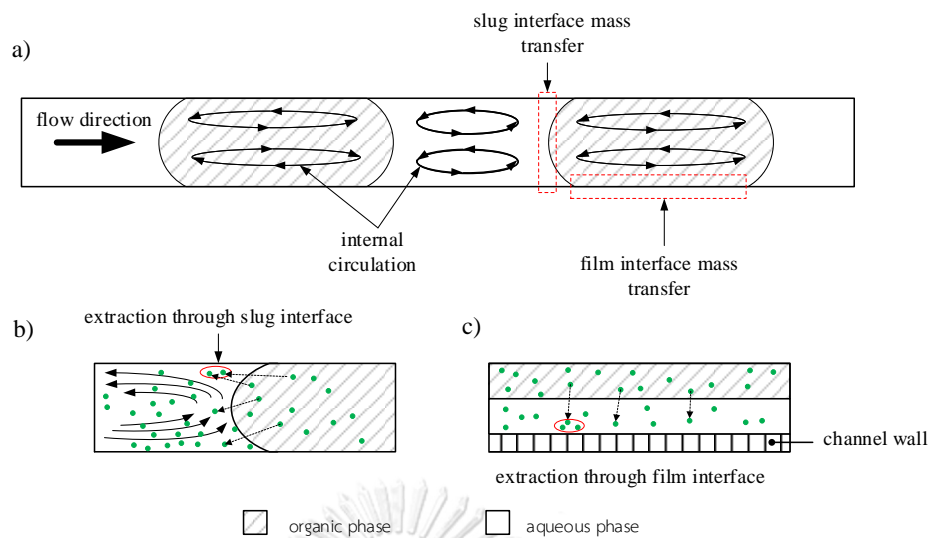 slug interface mass
transfer
a)
flow direction
internal
circulation
film interface mass
transfer
b)
extraction through slug interface
c)
channel wall
extraction through film interface
organic phase
aqueous phase